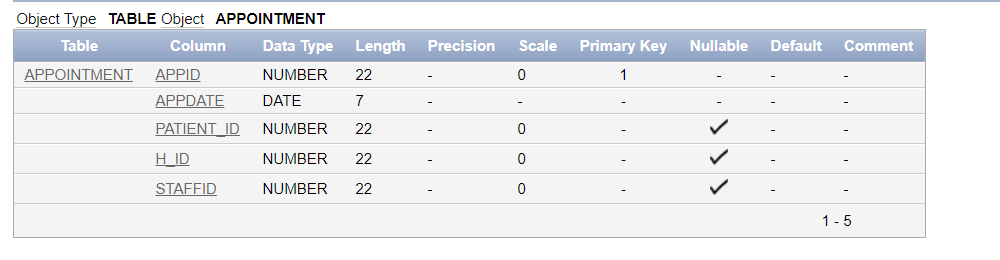 Object Type TABLE Object APPOINTMENT
Table Column Data Type Length Precision Scale Primary Key Nullable Default Comment
APPOINTMENT APPID NUMBER 22 - 0 1 - - -
APPDATE DATE 7 - - - - - -
PATIENT_ID NUMBER 22 - 0 - ✓ - -
H_ID NUMBER 22 - 0 - ✓ - -
STAFFID NUMBER 22 - 0 - ✓ - -
1 - 5